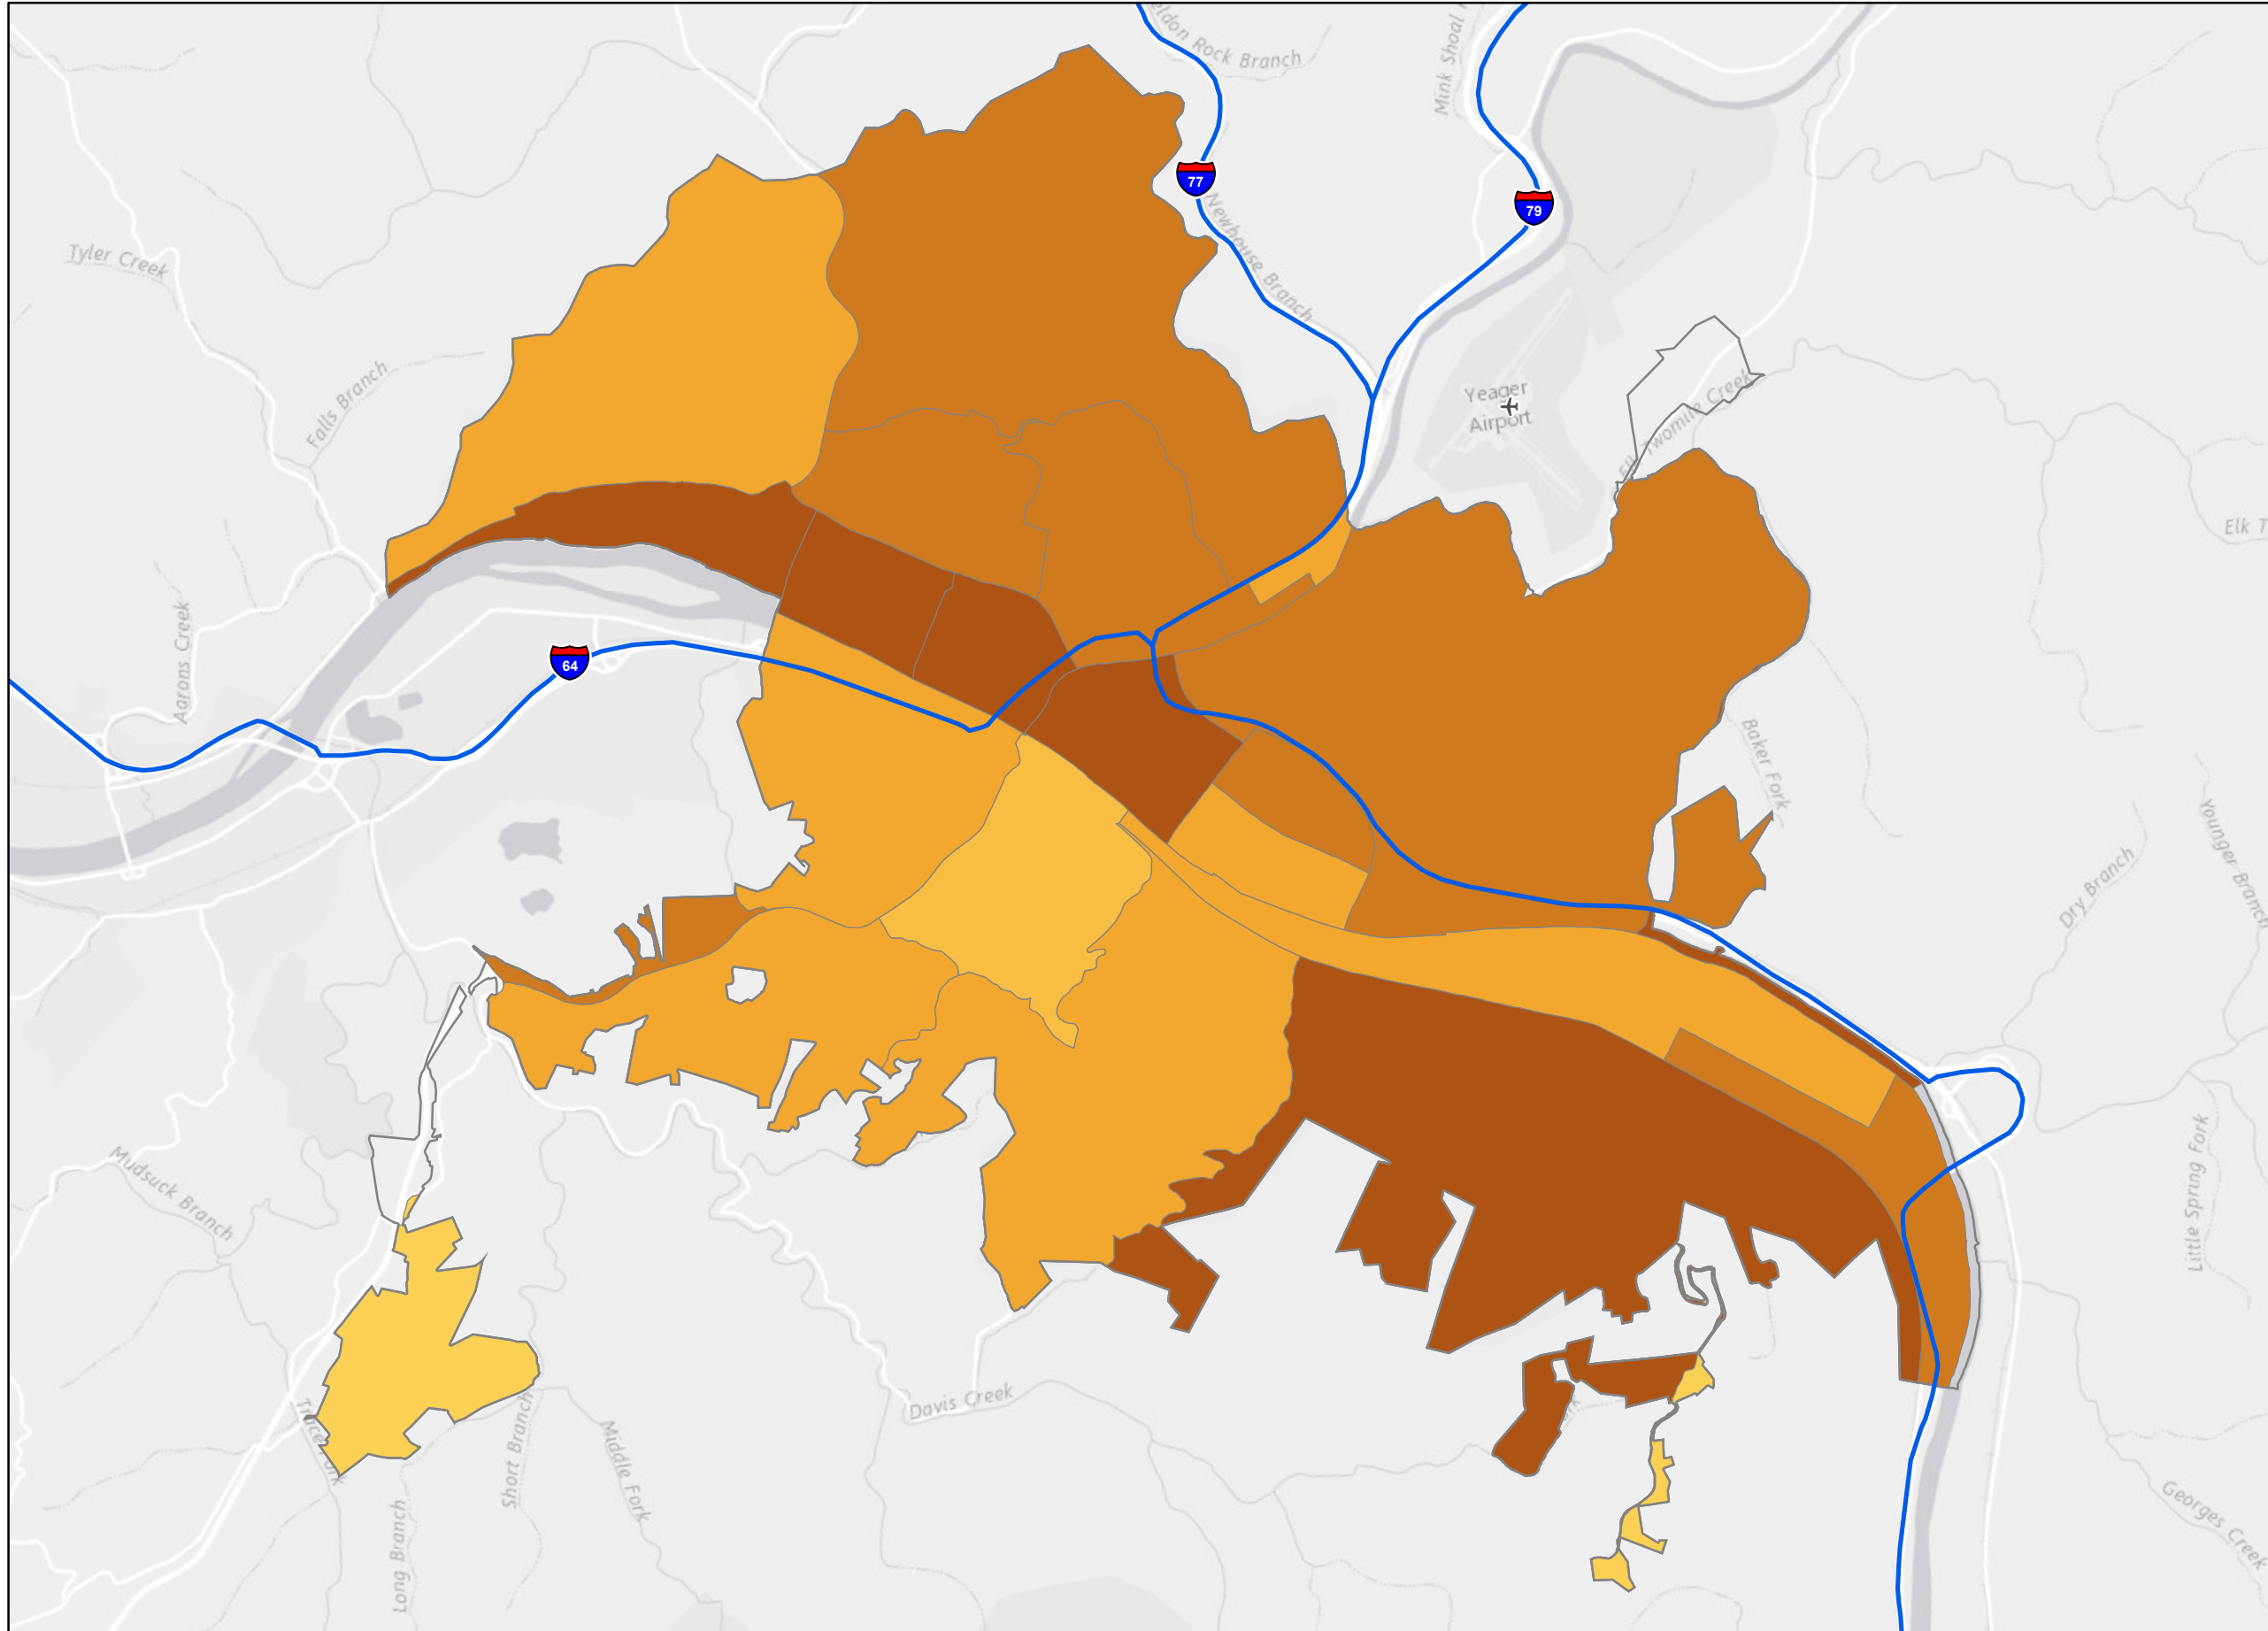 Rock Branch
Mink Shoal
77
79
Newhouse Branch
Tyler Creek
Falls Branch
Yeager
Airport
Twomile Creek
Elk T
Aarons Creek
64
Baker Fork
Younger Branch
Dry Branch
Mudsuck Branch
Little Spring Fork
Davis Creek
Short Branch
Middle Fork
Long Branch
Georges Creek